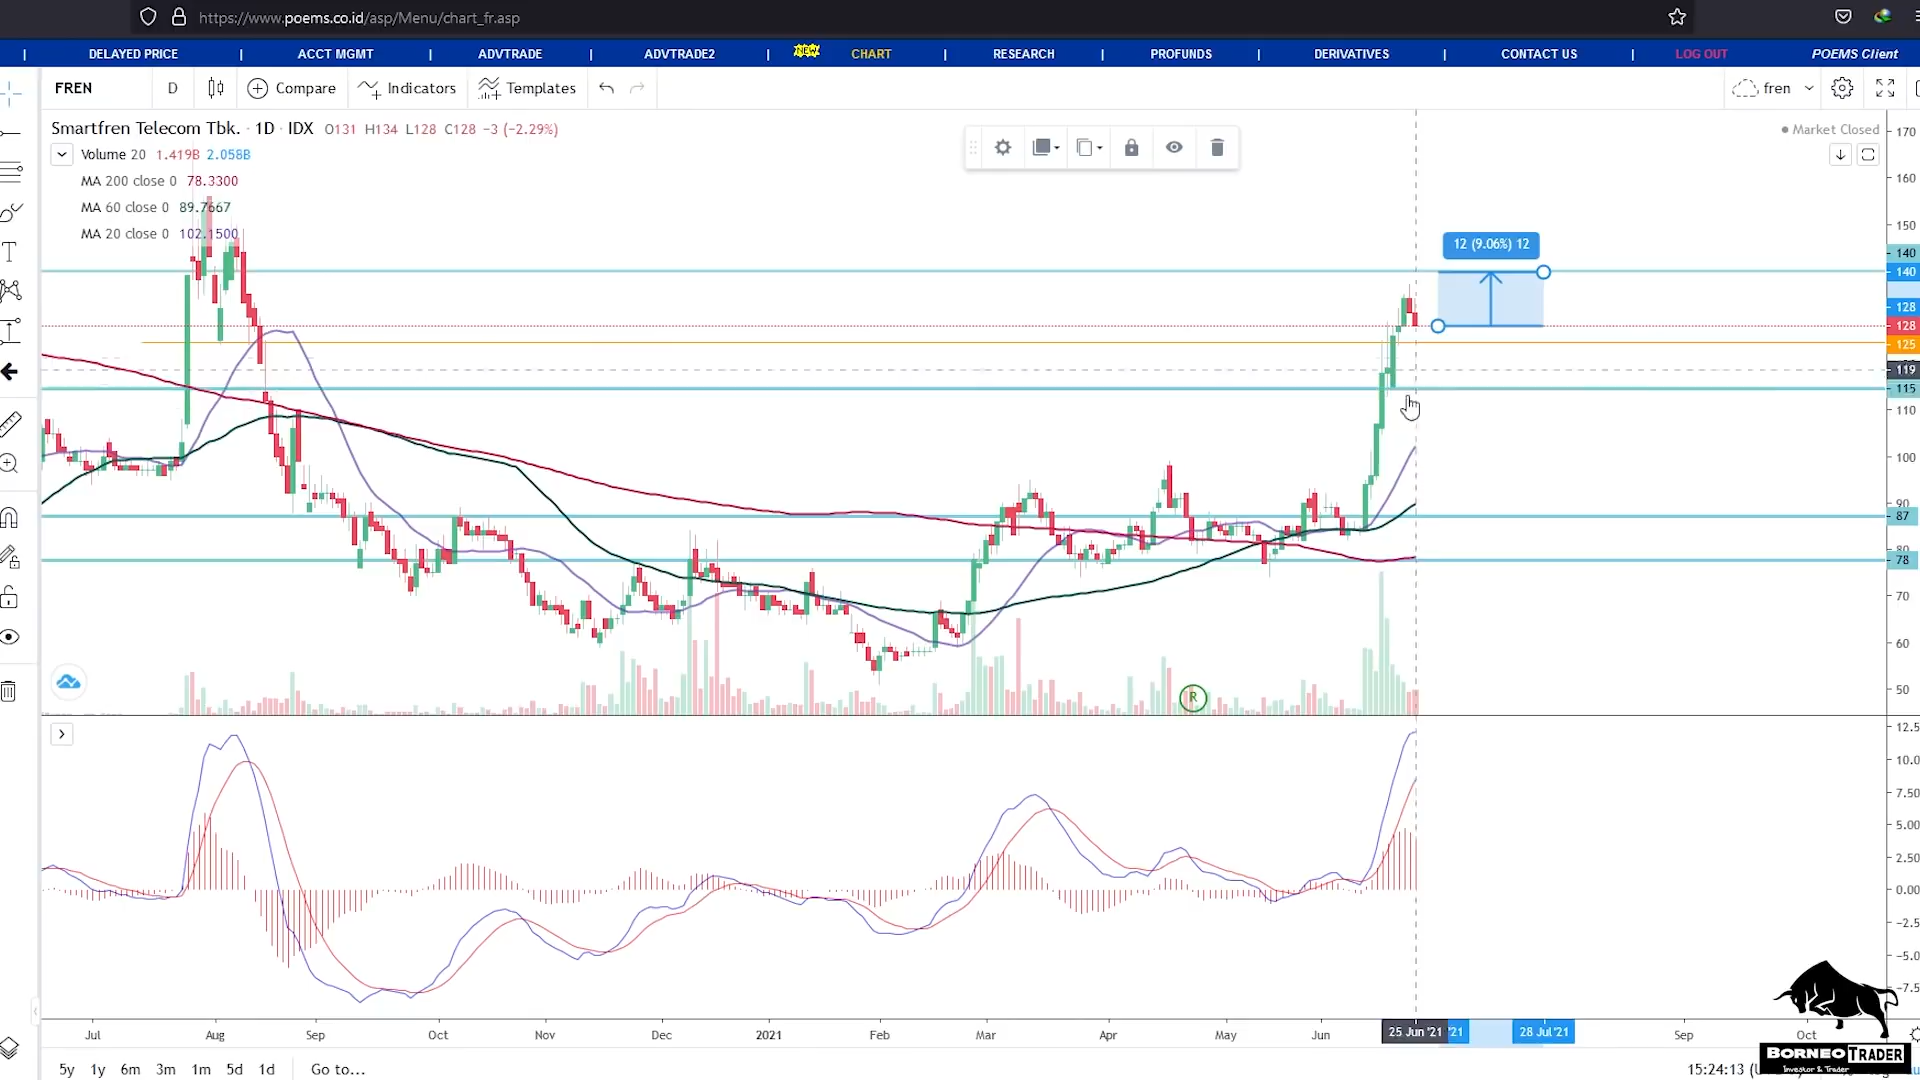 https://www.poems.co.id/asp/Menu/chart_fr.asp
| DELAYED PRICE | ACCT MGMT | ADVTRADE | ADVTRADE2 | NEW CHART | RESEARCH | PROFUNDS | DERIVATIVES | CONTACT US | LOG OUT POEMS Client
FREN D Compare Indicators Templates fren
Smartfren Telecom Tbk. · 1D · IDX O131 H134 L128 C128 −3 (−2.29%)
Market Closed
Volume 20 1.419B 2.058B
MA 200 close 0 78.3300
MA 60 close 0 89.7667
MA 20 close 0 102.1500
12 (9.06%) 12
170
160
150
140
140
128
128
125
119
115
110
100
90
87
80
78
70
60
50
R
12.5
10.0
7.50
5.00
2.50
0.00
-2.5
-5.0
-7.5
Jul Aug Sep Oct Nov Dec 2021 Feb Mar Apr May Jun 25 Jun '21 '21 28 Jul '21 Sep Oct
5y 1y 6m 3m 1m 5d 1d Go to...
15:24:13
BORNEO TRADER
Investor & Trader